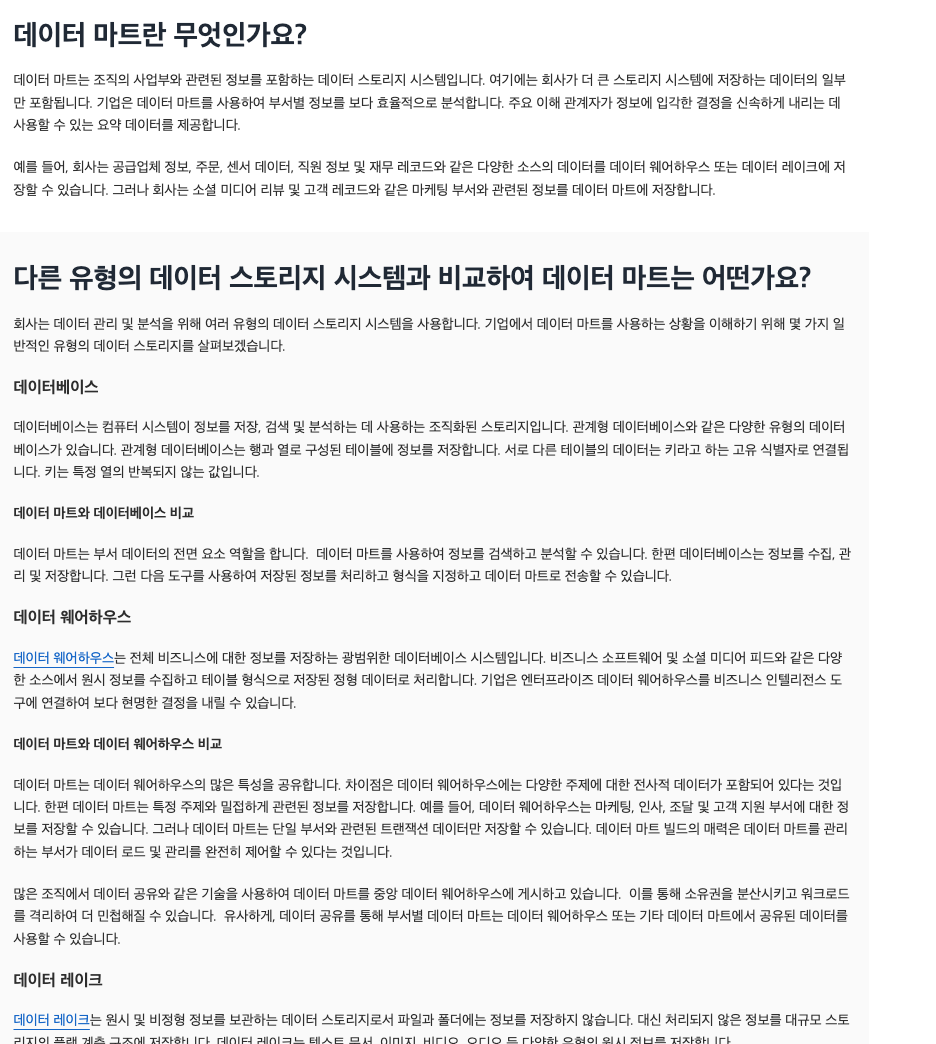 데이터 마트란 무엇인가요?
데이터 마트는 조직의 사업부와 관련된 정보를 포함하는 데이터 스토리지 시스템입니다. 여기에는 회사가 더 큰 스토리지 시스템에 저장하는 데이터의 일부
만 포함됩니다. 기업은 데이터 마트를 사용하여 부서별 정보를 보다 효율적으로 분석합니다. 주요 이해 관계자가 정보에 입각한 결정을 신속하게 내리는 데
사용할 수 있는 요약 데이터를 제공합니다.
예를 들어, 회사는 공급업체 정보, 주문, 센서 데이터, 직원 정보 및 재무 레코드와 같은 다양한 소스의 데이터를 데이터 웨어하우스 또는 데이터 레이크에 저
장할 수 있습니다. 그러나 회사는 소셜 미디어 리뷰 및 고객 레코드와 같은 마케팅 부서와 관련된 정보를 데이터 마트에 저장합니다.
다른 유형의 데이터 스토리지 시스템과 비교하여 데이터 마트는 어떤가요?
회사는 데이터 관리 및 분석을 위해 여러 유형의 데이터 스토리지 시스템을 사용합니다. 기업에서 데이터 마트를 사용하는 상황을 이해하기 위해 몇 가지 일
반적인 유형의 데이터 스토리지를 살펴보겠습니다.
데이터베이스
데이터베이스는 컴퓨터 시스템이 정보를 저장, 검색 및 분석하는 데 사용하는 조직화된 스토리지입니다. 관계형 데이터베이스와 같은 다양한 유형의 데이터
베이스가 있습니다. 관계형 데이터베이스는 행과 열로 구성된 테이블에 정보를 저장합니다. 서로 다른 테이블의 데이터는 키라고 하는 고유 식별자로 연결됩
니다. 키는 특정 열의 반복되지 않는 값입니다.
데이터 마트와 데이터베이스 비교
데이터 마트는 부서 데이터의 전면 요소 역할을 합니다.  데이터 마트를 사용하여 정보를 검색하고 분석할 수 있습니다. 한편 데이터베이스는 정보를 수집, 관
리 및 저장합니다. 그런 다음 도구를 사용하여 저장된 정보를 처리하고 형식을 지정하고 데이터 마트로 전송할 수 있습니다.
데이터 웨어하우스
데이터 웨어하우스는 전체 비즈니스에 대한 정보를 저장하는 광범위한 데이터베이스 시스템입니다. 비즈니스 소프트웨어 및 소셜 미디어 피드와 같은 다양
한 소스에서 원시 정보를 수집하고 테이블 형식으로 저장된 정형 데이터로 처리합니다. 기업은 엔터프라이즈 데이터 웨어하우스를 비즈니스 인텔리전스 도
구에 연결하여 보다 현명한 결정을 내릴 수 있습니다.
데이터 마트와 데이터 웨어하우스 비교
데이터 마트는 데이터 웨어하우스의 많은 특성을 공유합니다. 차이점은 데이터 웨어하우스에는 다양한 주제에 대한 전사적 데이터가 포함되어 있다는 것입
니다. 한편 데이터 마트는 특정 주제와 밀접하게 관련된 정보를 저장합니다. 예를 들어, 데이터 웨어하우스는 마케팅, 인사, 조달 및 고객 지원 부서에 대한 정
보를 저장할 수 있습니다. 그러나 데이터 마트는 단일 부서와 관련된 트랜잭션 데이터만 저장할 수 있습니다. 데이터 마트 빌드의 매력은 데이터 마트를 관리
하는 부서가 데이터 로드 및 관리를 완전히 제어할 수 있다는 것입니다.
많은 조직에서 데이터 공유와 같은 기술을 사용하여 데이터 마트를 중앙 데이터 웨어하우스에 게시하고 있습니다.  이를 통해 소유권을 분산시키고 워크로드
를 격리하여 더 민첩해질 수 있습니다.  유사하게, 데이터 공유를 통해 부서별 데이터 마트는 데이터 웨어하우스 또는 기타 데이터 마트에서 공유된 데이터를
사용할 수 있습니다.
데이터 레이크
데이터 레이크는 원시 및 비정형 정보를 보관하는 데이터 스토리지로서 파일과 폴더에는 정보를 저장하지 않습니다. 대신 처리되지 않은 정보를 대규모 스토
리지의 플랫 계층 구조에 저장합니다. 데이터 레이크는 텍스트 문서, 이미지, 비디오, 오디오 등 다양한 유형의 원시 정보를 저장합니다.